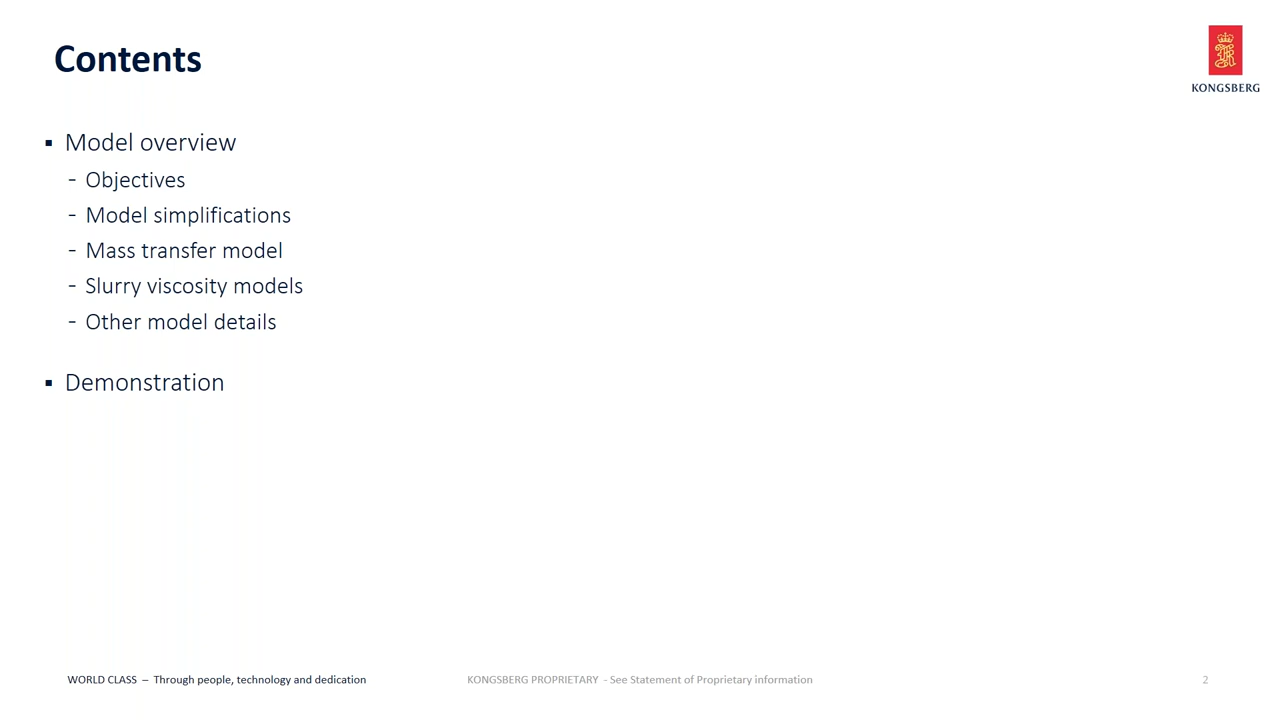 Contents
KONGSBERG
▪ Model overview
- Objectives
- Model simplifications
- Mass transfer model
- Slurry viscosity models
- Other model details
▪ Demonstration
WORLD CLASS – Through people, technology and dedication
KONGSBERG PROPRIETARY - See Statement of Proprietary information
2